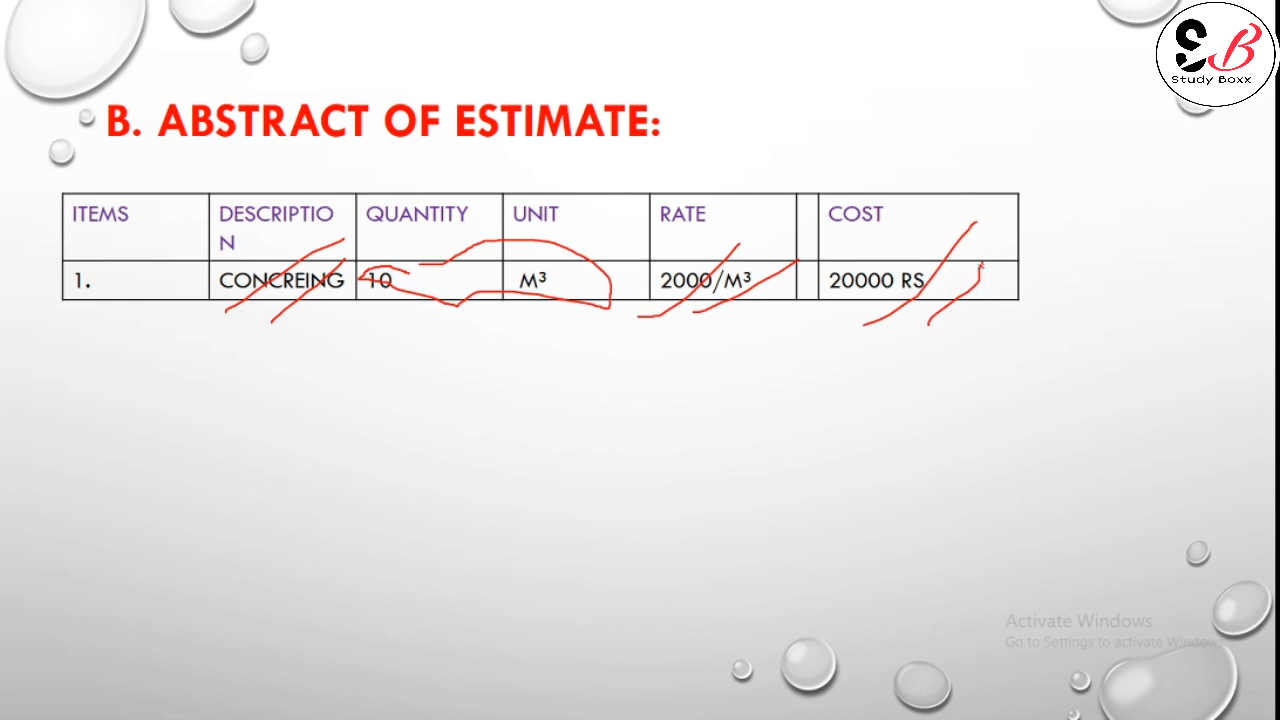 S B
Study Boxx
B. ABSTRACT OF ESTIMATE:
ITEMS DESCRIPTIO QUANTITY UNIT RATE COST
N
1. CONCREING 10 M³ 2000/M³ 20000 RS
Activate Windows
Go to Settings to activate Windows.